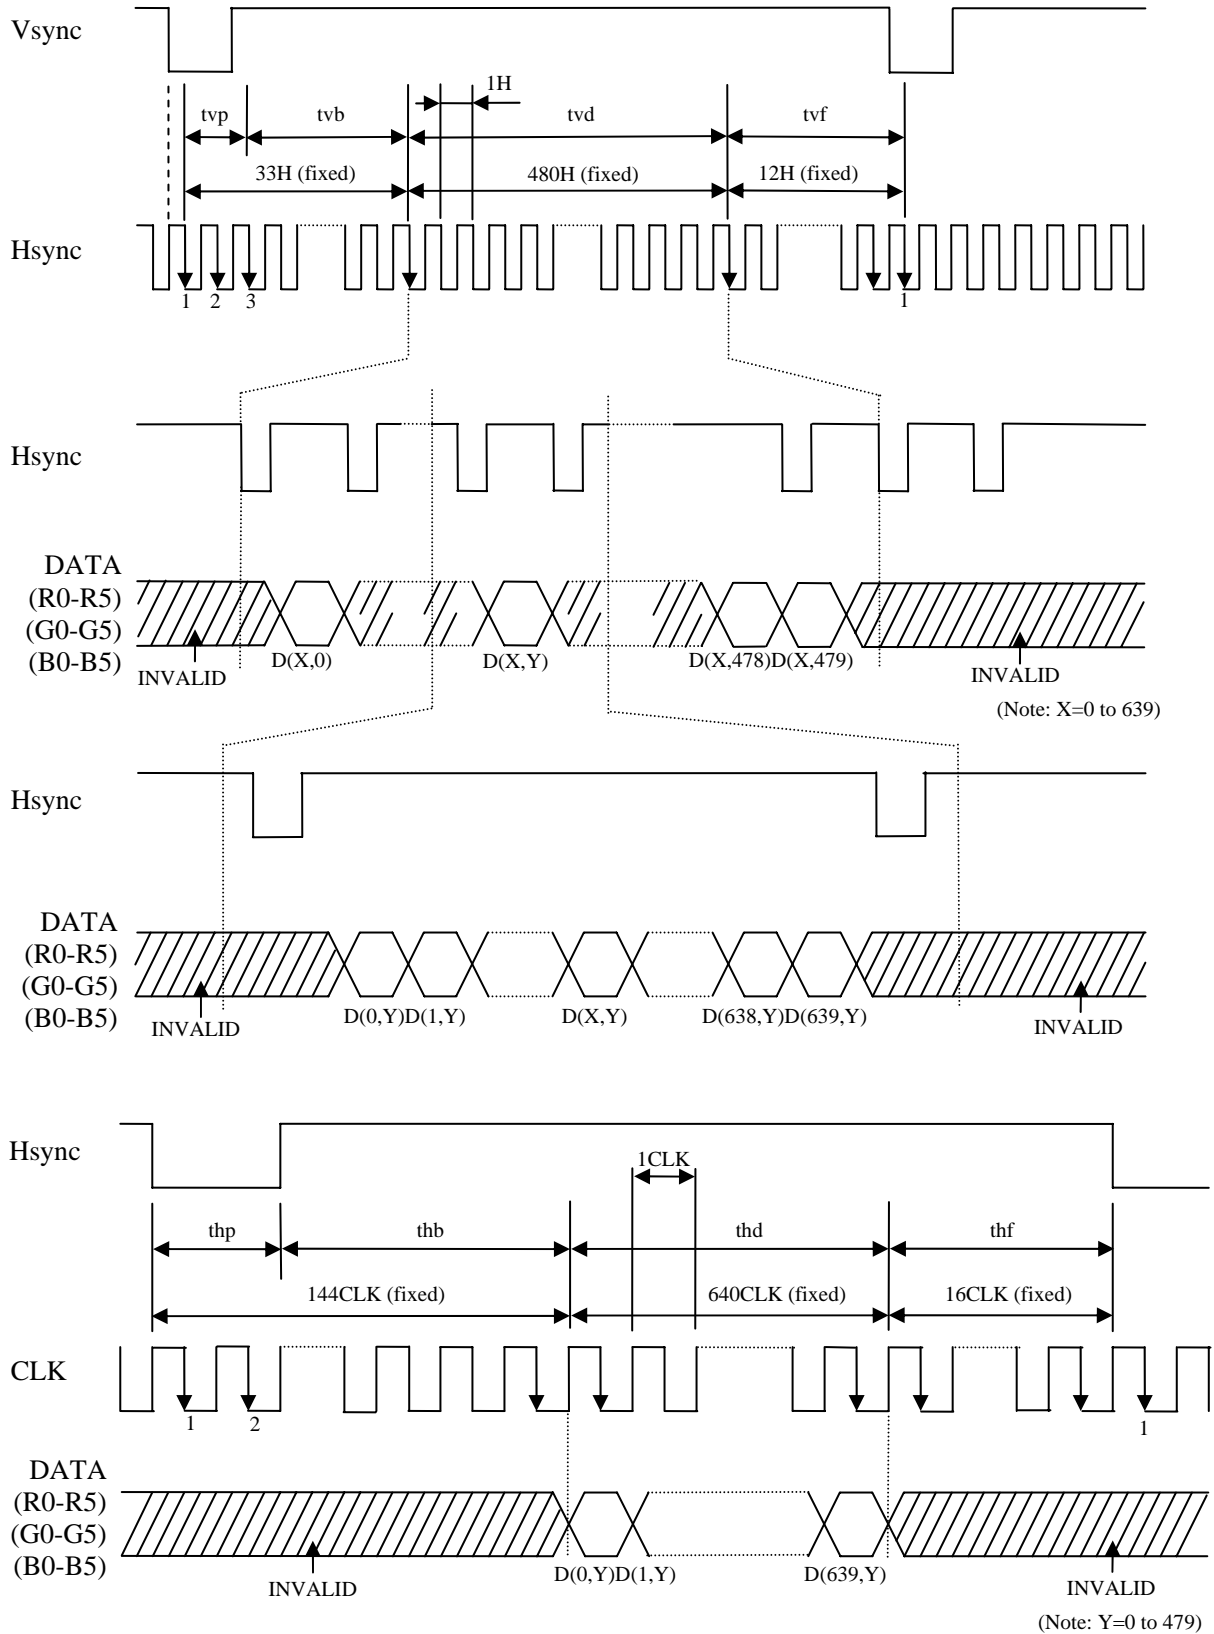 Vsync
1H
tvp
tvb
tvd
tvf
33H (fixed)
480H (fixed)
12H (fixed)
Hsync
1
2
3
1
Hsync
DATA
(R0-R5)
(G0-G5)
(B0-B5)
D(X,0)
D(X,Y)
D(X,478)D(X,479)
INVALID
INVALID
(Note: X=0 to 639)
Hsync
DATA
(R0-R5)
(G0-G5)
(B0-B5)
D(0,Y)D(1,Y)
D(X,Y)
D(638,Y)D(639,Y)
INVALID
INVALID
Hsync
1CLK
thp
thb
thd
thf
144CLK (fixed)
640CLK (fixed)
16CLK (fixed)
CLK
1
2
1
DATA
(R0-R5)
(G0-G5)
(B0-B5)
D(0,Y)D(1,Y)
D(639,Y)
INVALID
INVALID
(Note: Y=0 to 479)